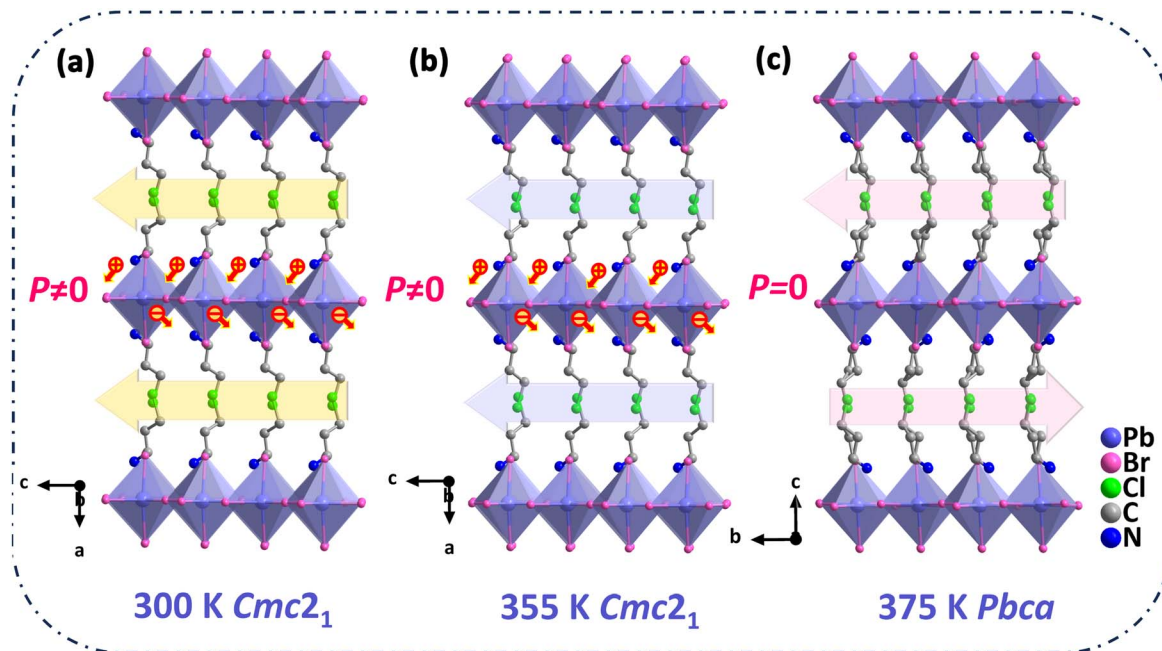 (a) (b) (c)
P≠0 P≠0 P=0
Pb
Br
Cl
C
N
c b a
c b a
c b
300 K Cmc2₁ 355 K Cmc2₁ 375 K Pbca